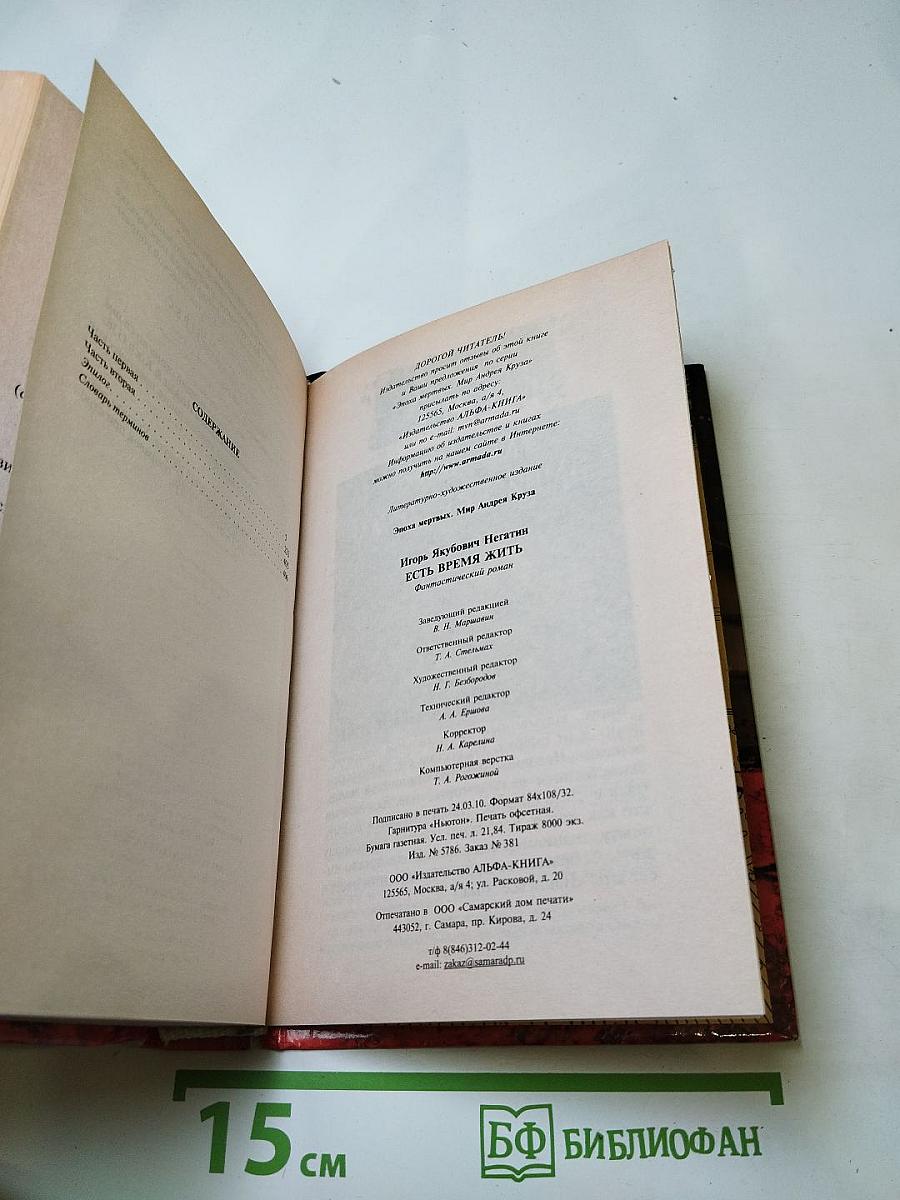 СОДЕРЖАНИЕ
Часть первая
Часть вторая
Эпилог
Словарь терминов
ДОРОГОЙ ЧИТАТЕЛЬ!
Издательство просит отзывы об этой книге
и Ваши предложения по серии
«Эпоха мертвых. Мир Андрея Круза»
присылать по адресу:
125565, Москва, а/я 4,
«Издательство АЛЬФА-КНИГА»
или по e-mail: mvn@armada.ru
Информацию об издательстве и книгах
можно получить на нашем сайте в Интернете:
http://www.armada.ru
Литературно-художественное издание
Эпоха мертвых. Мир Андрея Круза
Игорь Якубович Негатин
ЕСТЬ ВРЕМЯ ЖИТЬ
Фантастический роман
Заведующий редакцией
В. Н. Маршавин
Ответственный редактор
Т. А. Стельмах
Художественный редактор
Н. Г. Безбородов
Технический редактор
А. А. Ершова
Корректор
Н. А. Карелина
Компьютерная верстка
Т. А. Рогожиной
Подписано в печать 24.03.10. Формат 84x108/32.
Гарнитура «Ньютон». Печать офсетная.
Бумага газетная. Усл. печ. л. 21,84. Тираж 8000 экз.
Изд. № 5786. Заказ № 381
ООО «Издательство АЛЬФА-КНИГА»
125565, Москва, а/я 4; ул. Расковой, д. 20
Отпечатано в ООО «Самарский дом печати»
443052, г. Самара, пр. Кирова, д. 24
т/ф 8(846)312-02-44
e-mail: zakaz@samaradp.ru
15 см
БФ БИБЛИОФАН